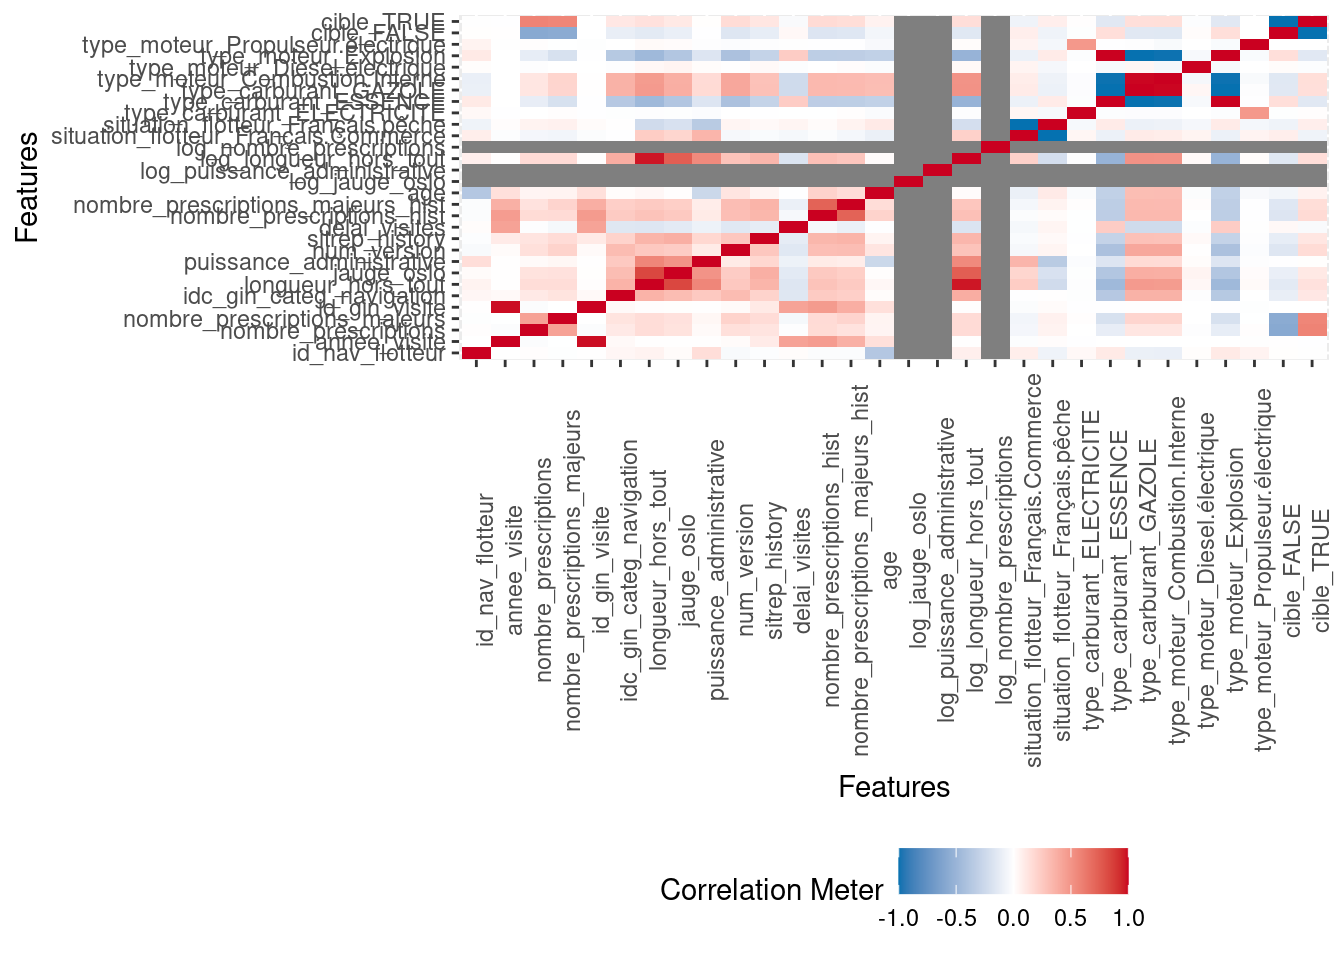 cible_TRUE
cible_FALSE
type_moteur_Propulseur.électrique
type_moteur_Explosion
type_moteur_Diesel.électrique
type_moteur_Combustion.Interne
type_carburant_GAZOLE
type_carburant_ESSENCE
type_carburant_ELECTRICITE
situation_flotteur_Français.pêche
situation_flotteur_Français.Commerce
log_nombre_prescriptions
log_longueur_hors_tout
log_puissance_administrative
log_jauge_oslo
age
nombre_prescriptions_majeurs_hist
nombre_prescriptions_hist
delai_visites
sitrep_history
num_version
puissance_administrative
jauge_oslo
longueur_hors_tout
idc_gin_categ_navigation
id_gin_visite
nombre_prescriptions_majeurs
nombre_prescriptions
annee_visite
id_nav_flotteur
Features
id_nav_flotteur
annee_visite
nombre_prescriptions
nombre_prescriptions_majeurs
id_gin_visite
idc_gin_categ_navigation
longueur_hors_tout
jauge_oslo
puissance_administrative
num_version
sitrep_history
delai_visites
nombre_prescriptions_hist
nombre_prescriptions_majeurs_hist
age
log_jauge_oslo
log_puissance_administrative
log_longueur_hors_tout
log_nombre_prescriptions
situation_flotteur_Français.Commerce
situation_flotteur_Français.pêche
type_carburant_ELECTRICITE
type_carburant_ESSENCE
type_carburant_GAZOLE
type_moteur_Combustion.Interne
type_moteur_Diesel.électrique
type_moteur_Explosion
type_moteur_Propulseur.électrique
cible_FALSE
cible_TRUE
Features
Correlation Meter
-1.0 -0.5 0.0 0.5 1.0